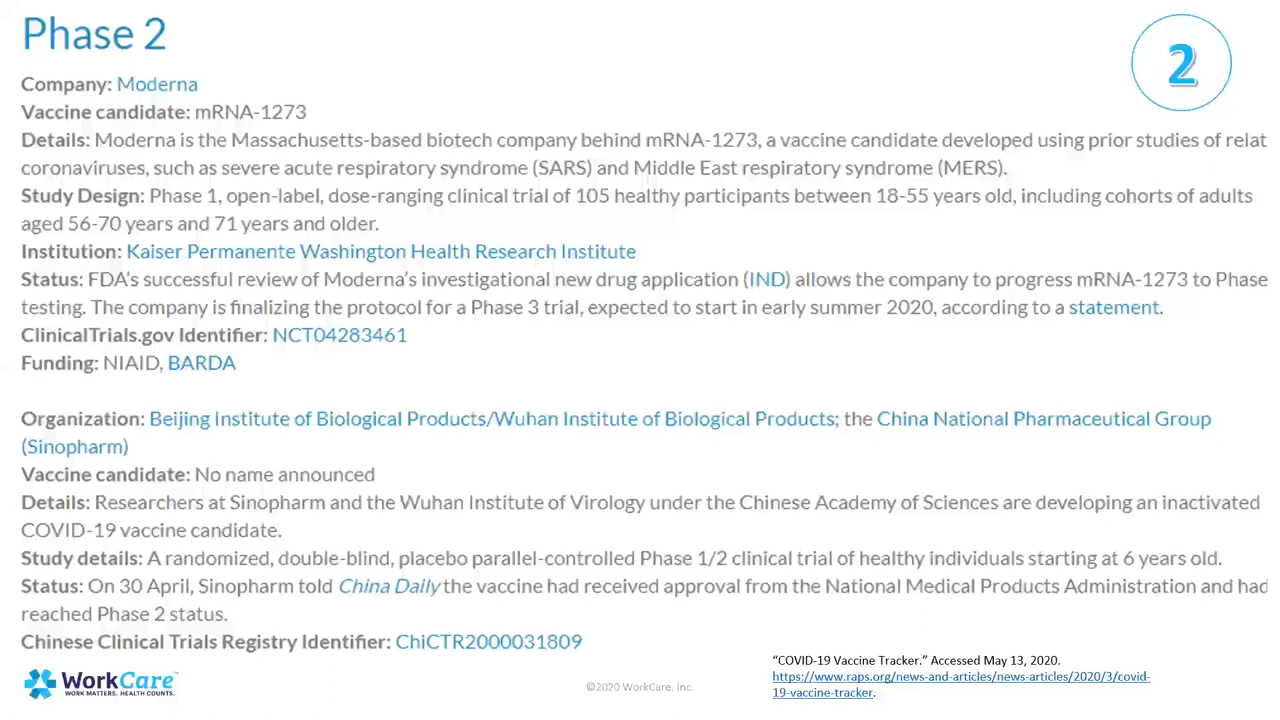 Phase 2
2
Company: Moderna
Vaccine candidate: mRNA-1273
Details: Moderna is the Massachusetts-based biotech company behind mRNA-1273, a vaccine candidate developed using prior studies of relat
coronaviruses, such as severe acute respiratory syndrome (SARS) and Middle East respiratory syndrome (MERS).
Study Design: Phase 1, open-label, dose-ranging clinical trial of 105 healthy participants between 18-55 years old, including cohorts of adults
aged 56-70 years and 71 years and older.
Institution: Kaiser Permanente Washington Health Research Institute
Status: FDA's successful review of Moderna's investigational new drug application (IND) allows the company to progress mRNA-1273 to Phase
testing. The company is finalizing the protocol for a Phase 3 trial, expected to start in early summer 2020, according to a statement.
ClinicalTrials.gov Identifier: NCT04283461
Funding: NIAID, BARDA
Organization: Beijing Institute of Biological Products/Wuhan Institute of Biological Products; the China National Pharmaceutical Group
(Sinopharm)
Vaccine candidate: No name announced
Details: Researchers at Sinopharm and the Wuhan Institute of Virology under the Chinese Academy of Sciences are developing an inactivated
COVID-19 vaccine candidate.
Study details: A randomized, double-blind, placebo parallel-controlled Phase 1/2 clinical trial of healthy individuals starting at 6 years old.
Status: On 30 April, Sinopharm told China Daily the vaccine had received approval from the National Medical Products Administration and had
reached Phase 2 status.
Chinese Clinical Trials Registry Identifier: ChiCTR2000031809
WorkCare™
WORK MATTERS. HEALTH COUNTS.
©2020 WorkCare, Inc.
"COVID-19 Vaccine Tracker." Accessed May 13, 2020.
https://www.raps.org/news-and-articles/news-articles/2020/3/covid-
19-vaccine-tracker.